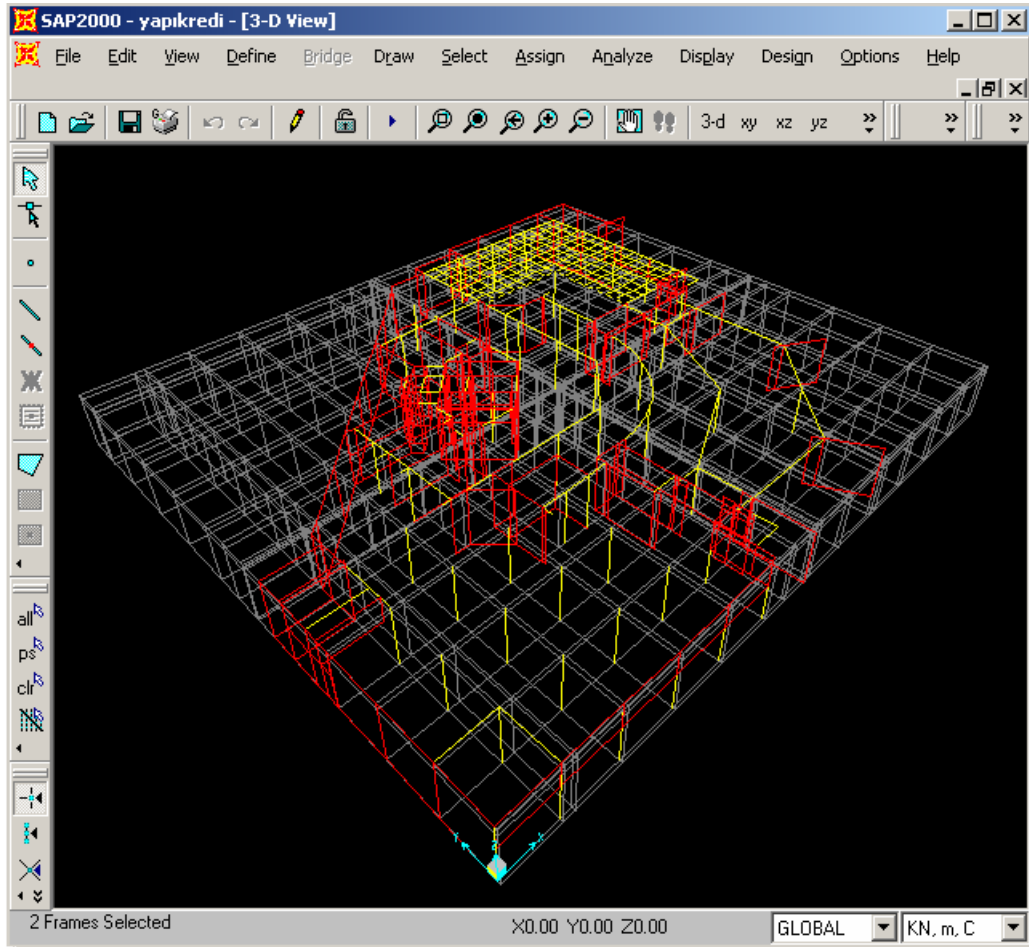 SAP2000 - yapıkredi - [3-D View]
File Edit View Define Bridge Draw Select Assign Analyze Display Design Options Help
3-d xy xz yz
all
ps
clr
Y Z X
2 Frames Selected X0.00 Y0.00 Z0.00 GLOBAL KN, m, C